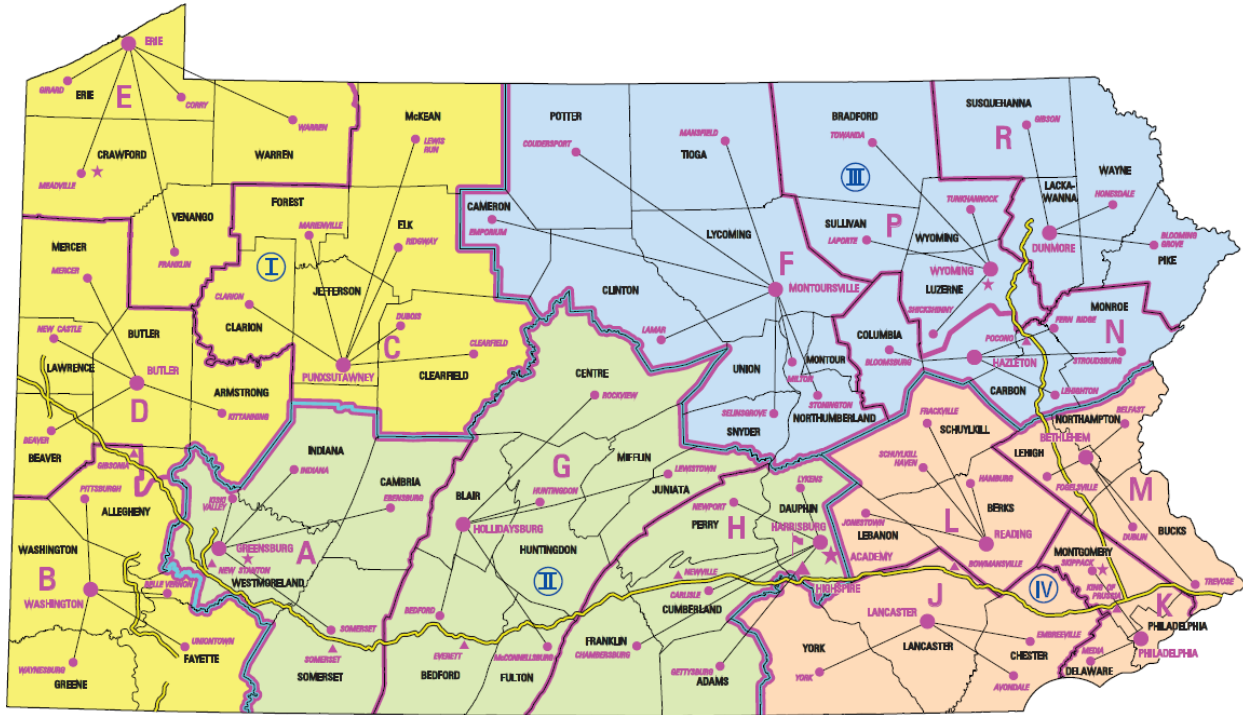 ERIE
GIRARD
ERIE
E
CORRY
WARREN
WARREN
CRAWFORD
MEADVILLE
VENANGO
FRANKLIN
McKEAN
LEWIS
RUN
FOREST
MARIENVILLE
ELK
RIDGWAY
I
JEFFERSON
CLARION
CLARION
DUBOIS
C
CLEARFIELD
PUNXSUTAWNEY
CLEARFIELD
MERCER
MERCER
NEW CASTLE
BUTLER
LAWRENCE
BUTLER
D
ARMSTRONG
KITTANNING
BEAVER
BEAVER
GIBSONIA
PITTSBURGH
ALLEGHENY
WASHINGTON
B
WASHINGTON
BELLE VERNON
UNIONTOWN
FAYETTE
WAYNESBURG
GREENE
POTTER
COUDERSPORT
MANSFIELD
TIOGA
CAMERON
EMPORIUM
LYCOMING
F
MONTOURSVILLE
CLINTON
LAMAR
UNION
MILTON
MONTOUR
STONINGTON
SELINSGROVE
NORTHUMBERLAND
SNYDER
BRADFORD
TOWANDA
III
SULLIVAN
LAPORTE
P
TUNKHANNOCK
WYOMING
WYOMING
LUZERNE
SHICKSHINNY
COLUMBIA
BLOOMSBURG
SUSQUEHANNA
GIBSON
R
WAYNE
LACKA-
WANNA
HONESDALE
DUNMORE
BLOOMING
GROVE
PIKE
MONROE
FERN RIDGE
N
POCONO
HAZLETON
STROUDSBURG
CARBON
LEHIGHTON
INDIANA
INDIANA
KISKI
VALLEY
CAMBRIA
EBENSBURG
GREENSBURG
A
NEW STANTON
WESTMORELAND
SOMERSET
SOMERSET
SOMERSET
CENTRE
ROCKVIEW
G
MIFFLIN
LEWISTOWN
BLAIR
HUNTINGDON
JUNIATA
HOLLIDAYSBURG
HUNTINGDON
II
BEDFORD
EVERETT
BEDFORD
McCONNELLSBURG
FULTON
NEWPORT
PERRY
H
LYKENS
DAUPHIN
HARRISBURG
ACADEMY
HIGHSPIRE
NEWVILLE
CARLISLE
CUMBERLAND
FRANKLIN
CHAMBERSBURG
GETTYSBURG
ADAMS
FRACKVILLE
SCHUYLKILL
SCHUYLKILL
HAVEN
HAMBURG
BERKS
JONESTOWN
LEBANON
L
READING
BOWMANSVILLE
NORTHAMPTON
BELFAST
BETHLEHEM
LEHIGH
FOGELSVILLE
M
BUCKS
DUBLIN
TREVOSE
MONTGOMERY
SKIPPACK
KING OF
PRUSSIA
IV
K
PHILADELPHIA
PHILADELPHIA
MEDIA
DELAWARE
J
LANCASTER
LANCASTER
YORK
YORK
EMBREEVILLE
CHESTER
AVONDALE